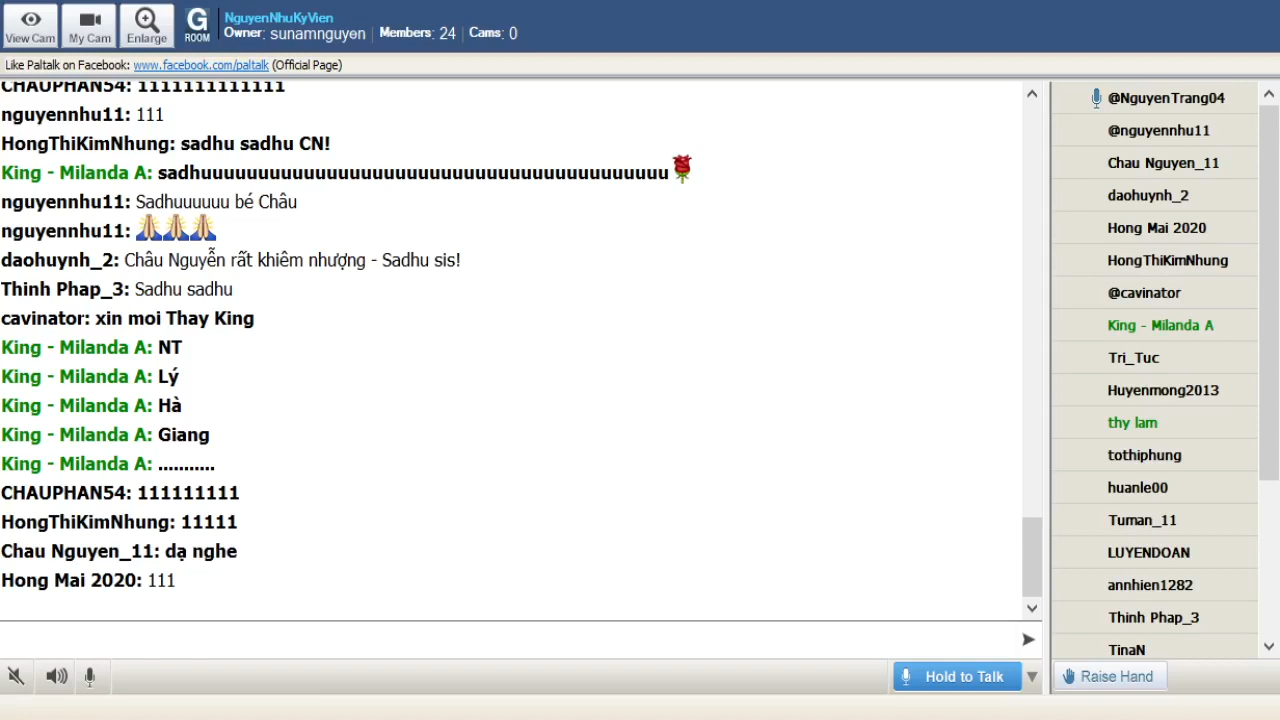 View Cam
My Cam
Enlarge
G
ROOM
NguyenNhuKyVien
Owner: sunamnguyen | Members: 24 | Cams: 0
Like Paltalk on Facebook: www.facebook.com/paltalk (Official Page)
CHAUPHAN54: 1111111111111
nguyennhu11: 111
HongThiKimNhung: sadhu sadhu CN!
King - Milanda A: sadhuuuuuuuuuuuuuuuuuuuuuuuuuuuuuuuuuuuuuuuuu
nguyennhu11: Sadhuuuuuu bé Châu
nguyennhu11: 🙏🙏🙏
daohuynh_2: Châu Nguyễn rất khiêm nhượng - Sadhu sis!
Thinh Phap_3: Sadhu sadhu
cavinator: xin moi Thay King
King - Milanda A: NT
King - Milanda A: Lý
King - Milanda A: Hà
King - Milanda A: Giang
King - Milanda A: ...........
CHAUPHAN54: 111111111
HongThiKimNhung: 11111
Chau Nguyen_11: dạ nghe
Hong Mai 2020: 111
Hold to Talk
@NguyenTrang04
@nguyennhu11
Chau Nguyen_11
daohuynh_2
Hong Mai 2020
HongThiKimNhung
@cavinator
King - Milanda A
Tri_Tuc
Huyenmong2013
thy lam
tothiphung
huanle00
Tuman_11
LUYENDOAN
annhien1282
Thinh Phap_3
TinaN
Raise Hand